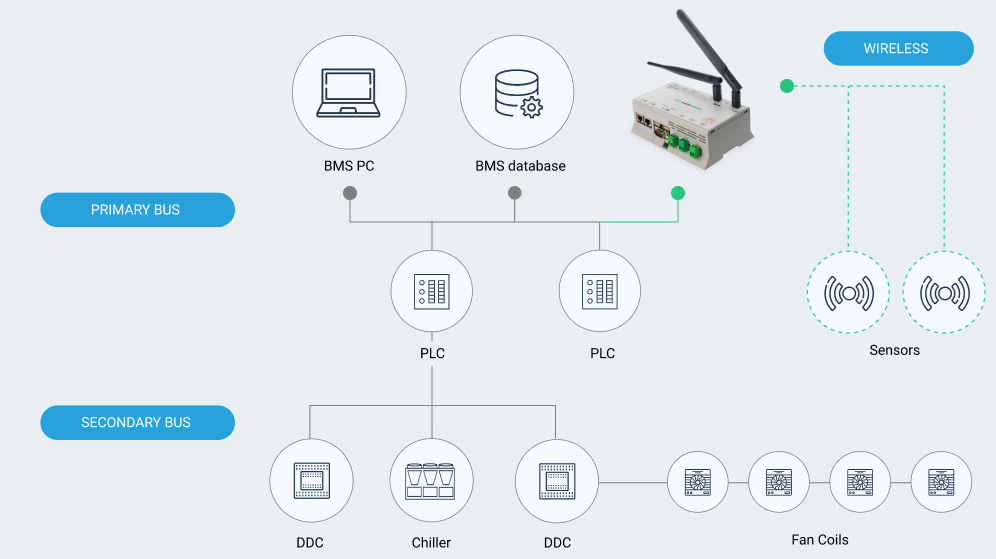 WIRELESS
BMS PC
BMS database
PRIMARY BUS
PLC
PLC
Sensors
SECONDARY BUS
DDC
Chiller
DDC
Fan Coils